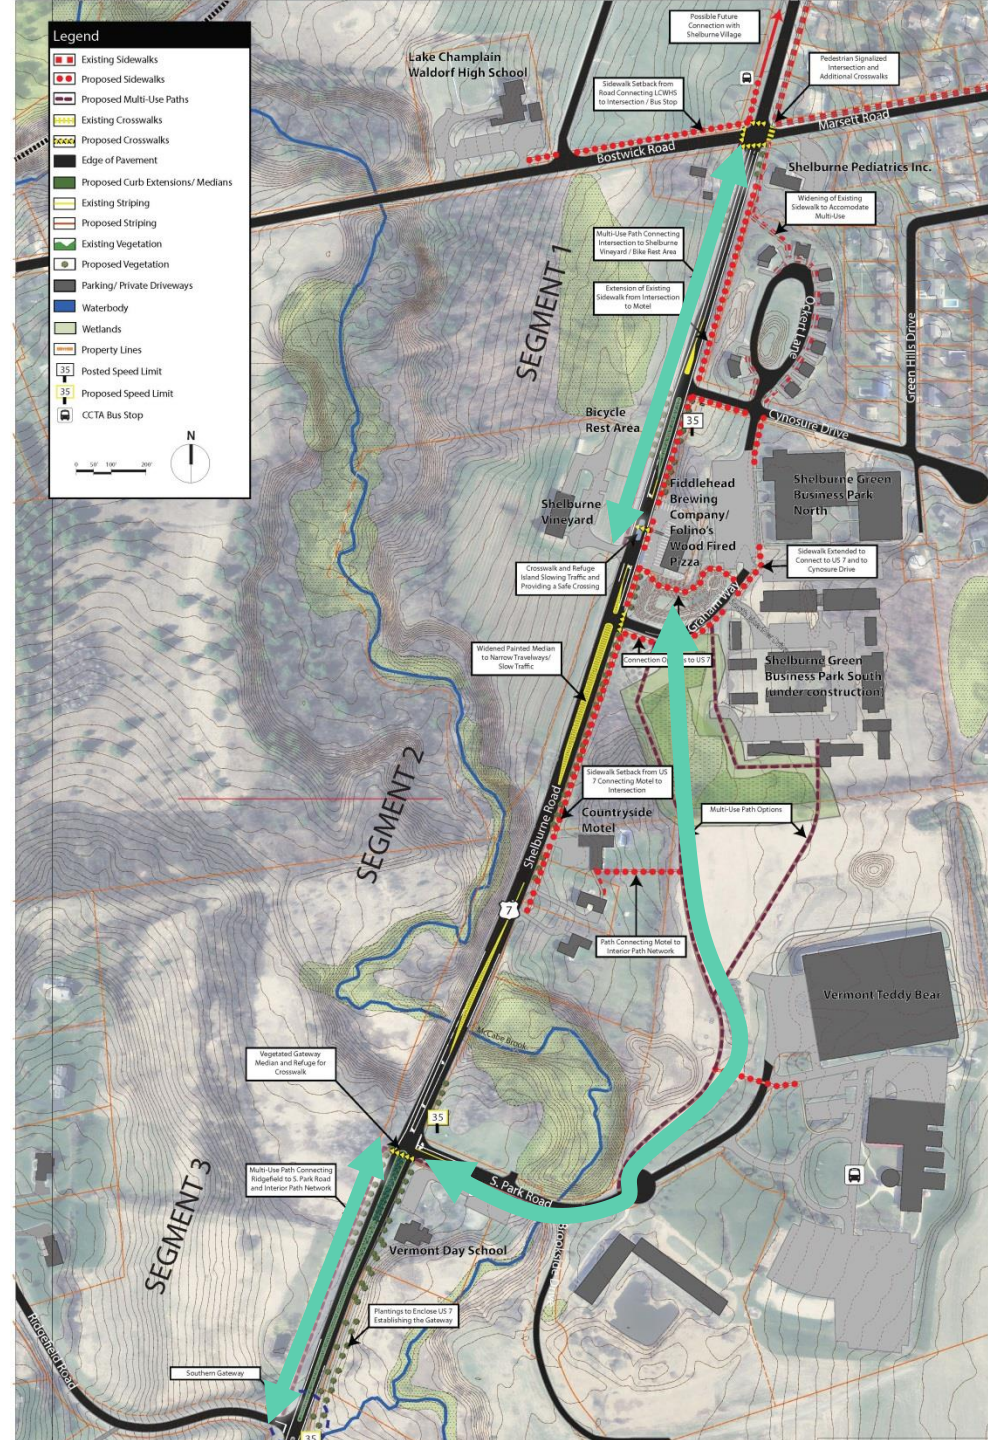 Legend
Existing Sidewalks
Proposed Sidewalks
Proposed Multi-Use Paths
Existing Crosswalks
Proposed Crosswalks
Edge of Pavement
Proposed Curb Extensions/ Medians
Existing Striping
Proposed Striping
Existing Vegetation
Proposed Vegetation
Parking/ Private Driveways
Waterbody
Wetlands
Property Lines
35 Posted Speed Limit
35 Proposed Speed Limit
CCTA Bus Stop
N
0 50' 100' 200'
Lake Champlain
Waldorf High School
Possible Future
Connection with
Shelburne Village
Sidewalk Setback from
Road Connecting LCWHS
to Intersection / Bus Stop
Pedestrian Signalized
Intersection and
Additional Crosswalks
Bostwick Road
Marsett Road
Shelburne Pediatrics Inc.
Widening of Existing
Sidewalk to Accomodate
Multi-Use
Multi-Use Path Connecting
Intersection to Shelburne
Vineyard / Bike Rest Area
Extension of Existing
Sidewalk from Intersection
to Motel
SEGMENT 1
Ockert Lane
Green Hills Drive
Bicycle
Rest Area
35
Cynosure Drive
Shelburne
Vineyard
Fiddlehead
Brewing
Company/
Folino's
Wood Fired
Pizza
Shelburne Green
Business Park
North
Crosswalk and Refuge
Island Slowing Traffic and
Providing a Safe Crossing
Sidewalk Extended to
Connect to US 7 and to
Cynosure Drive
Graham Way
Widened Painted Median
to Narrow Travelways/
Slow Traffic
to US 7
Shelburne Green
Business Park South
(under construction)
SEGMENT 2
Shelburne Road
Sidewalk Setback from US
7 Connecting Motel to
Intersection
Countryside
Motel
Multi-Use Path Options
7
Path Connecting Motel to
Interior Path Network
Vermont Teddy Bear
McCabe Brook
Vegetated Gateway
Median and Refuge for
Crosswalk
35
SEGMENT 3
Multi-Use Path Connecting
Ridgefield to S. Park Road
and Interior Path Network
S. Park Road
Vermont Day School
Plantings to Enclose US 7
Establishing the Gateway
Ridgefield Road
Southern Gateway
35